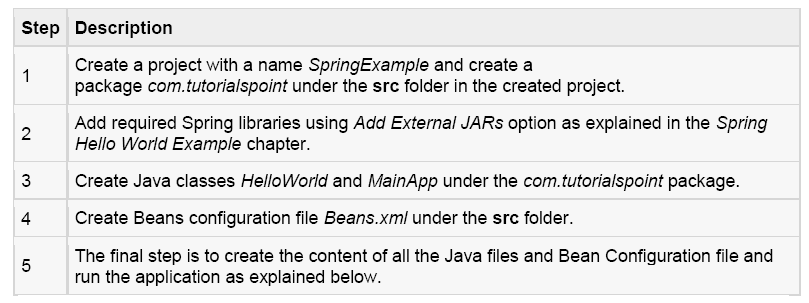 Step Description
1
Create a project with a name SpringExample and create a
package com.tutorialspoint under the src folder in the created project.
2
Add required Spring libraries using Add External JARs option as explained in the Spring
Hello World Example chapter.
3 Create Java classes HelloWorld and MainApp under the com.tutorialspoint package.
4 Create Beans configuration file Beans.xml under the src folder.
5
The final step is to create the content of all the Java files and Bean Configuration file and
run the application as explained below.